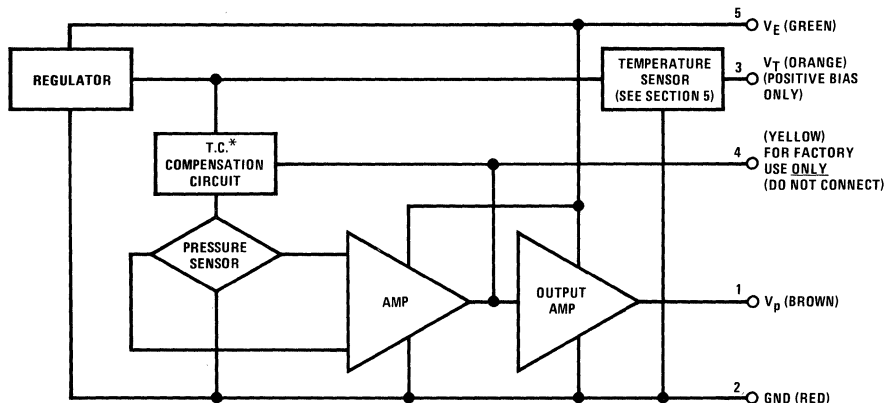 5
V_E (GREEN)
REGULATOR
TEMPERATURE
SENSOR
(SEE SECTION 5)
3
V_T (ORANGE)
(POSITIVE BIAS
ONLY)
T.C.*
COMPENSATION
CIRCUIT
4
(YELLOW)
FOR FACTORY
USE ONLY
(DO NOT CONNECT)
PRESSURE
SENSOR
AMP
OUTPUT
AMP
1
V_p (BROWN)
2
GND (RED)